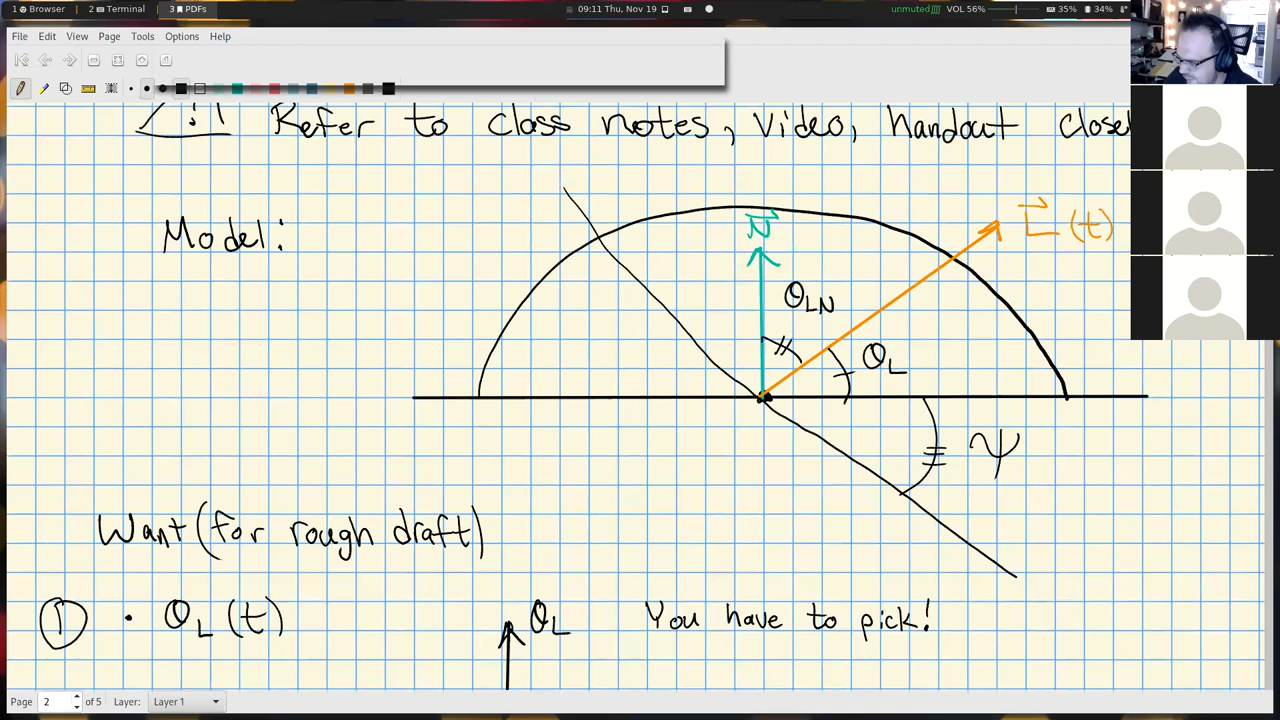 1 Browser 2 Terminal 3 PDFs 09:11 Thu, Nov 19 unmuted VOL 56% 35% 34%
File Edit View Page Tools Options Help
Refer to class notes, video, handout
Model:
N⃗
L⃗(t)
θLN
θL
ψ
Want (for rough draft)
① • θL(t) θL You have to pick!
Page 2 of 5 Layer: Layer 1